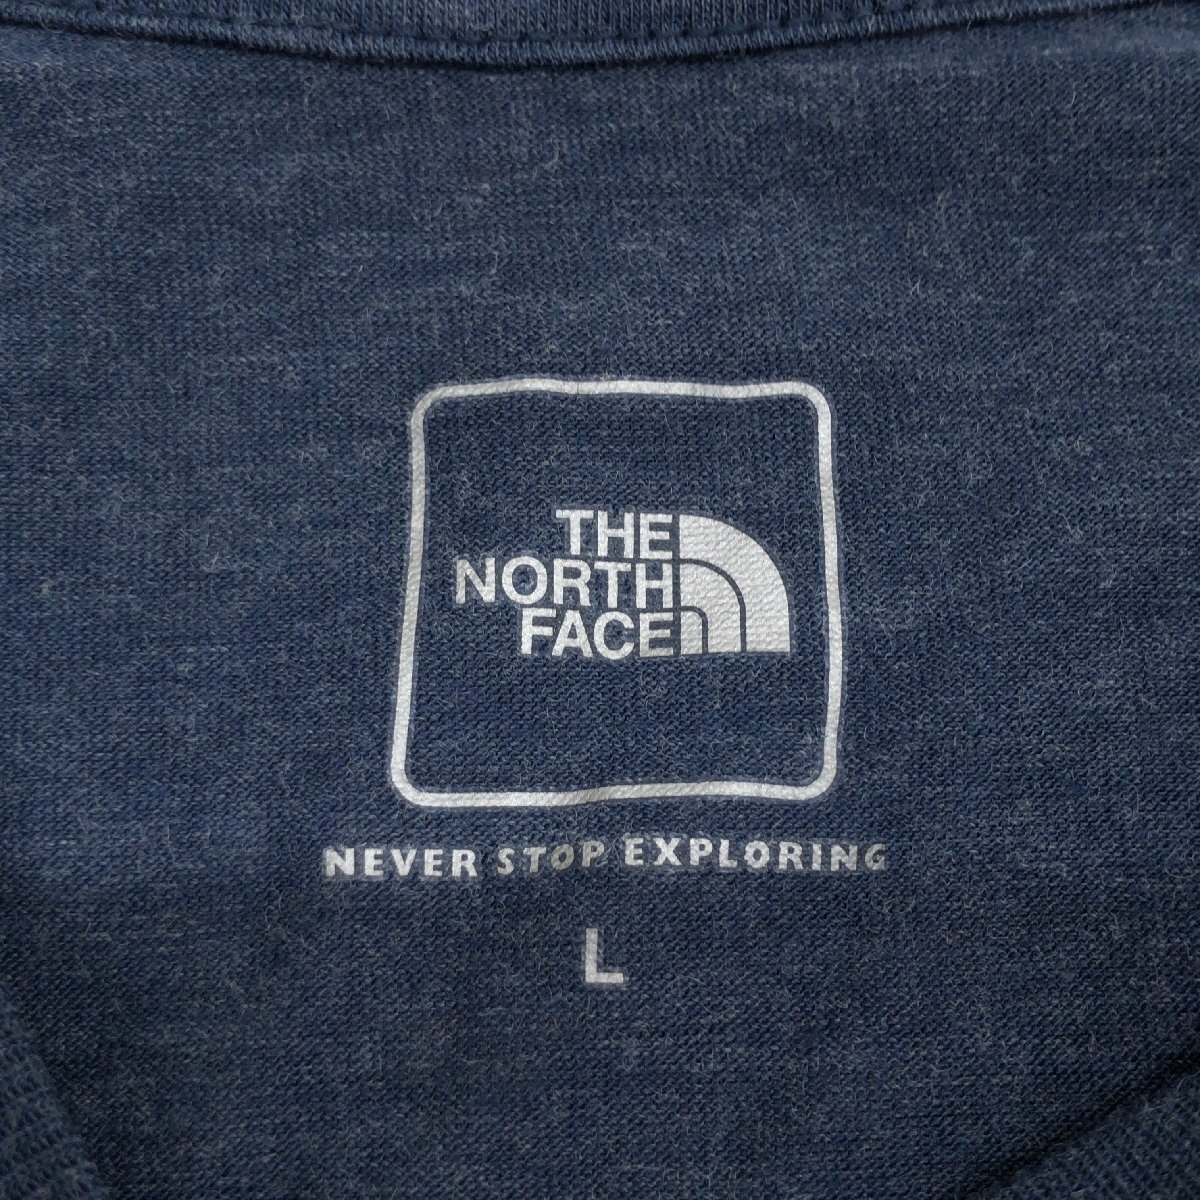 THE
NORTH
FACE
NEVER STOP EXPLORING
L